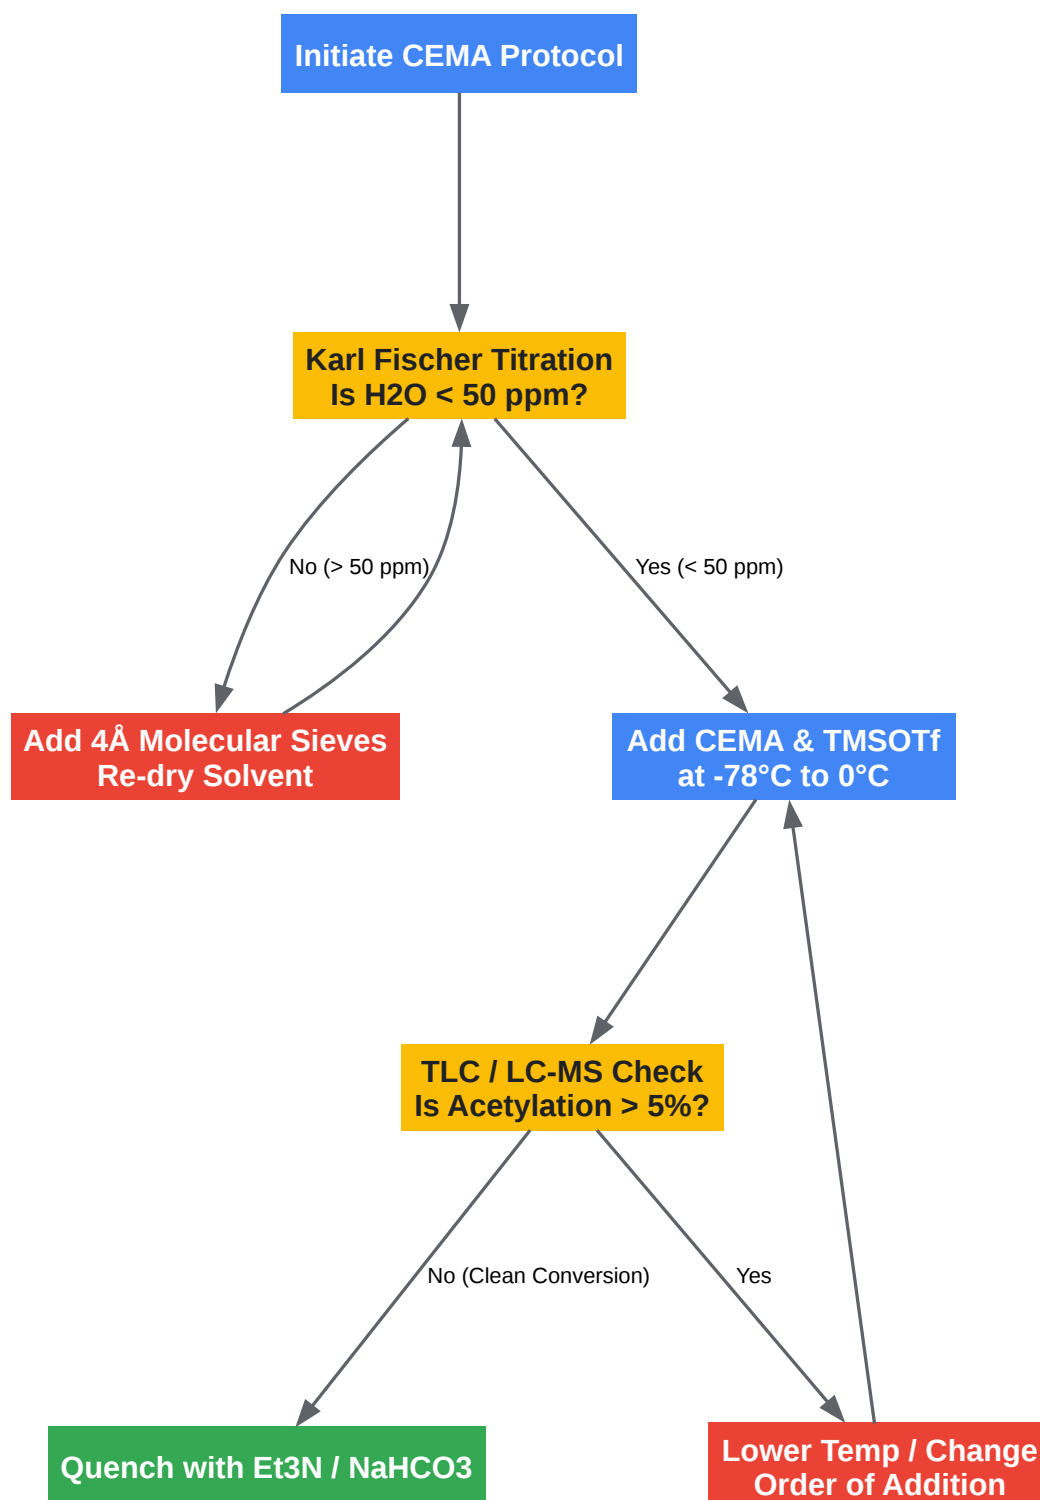 Initiate CEMA Protocol
Karl Fischer Titration
Is H2O < 50 ppm?
No (> 50 ppm)
Yes (< 50 ppm)
Add 4Å Molecular Sieves
Re-dry Solvent
Add CEMA & TMSOTf
at -78°C to 0°C
TLC / LC-MS Check
Is Acetylation > 5%?
No (Clean Conversion)
Yes
Quench with Et3N / NaHCO3
Lower Temp / Change
Order of Addition